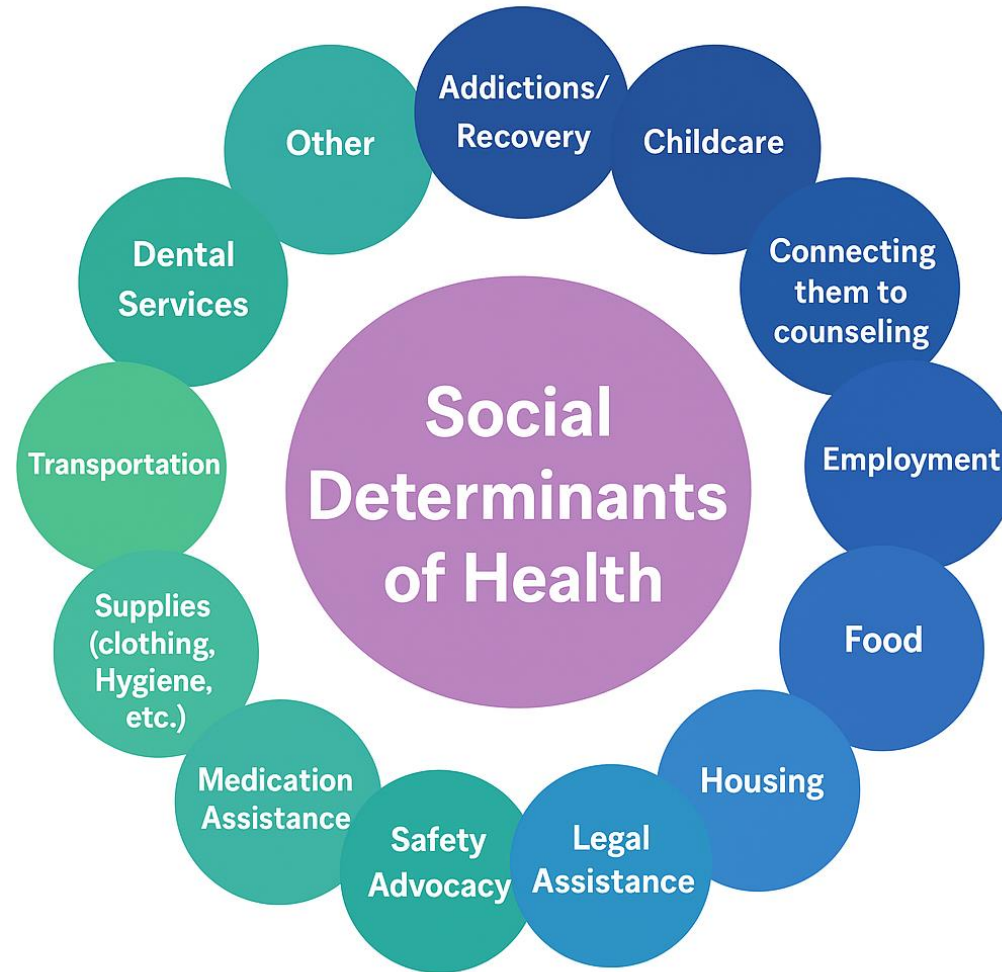 Social
Determinants
of Health
Addictions/
Recovery
Childcare
Connecting
them to
counseling
Employment
Food
Housing
Legal
Assistance
Safety
Advocacy
Medication
Assistance
Supplies
(clothing,
Hygiene,
etc.)
Transportation
Dental
Services
Other